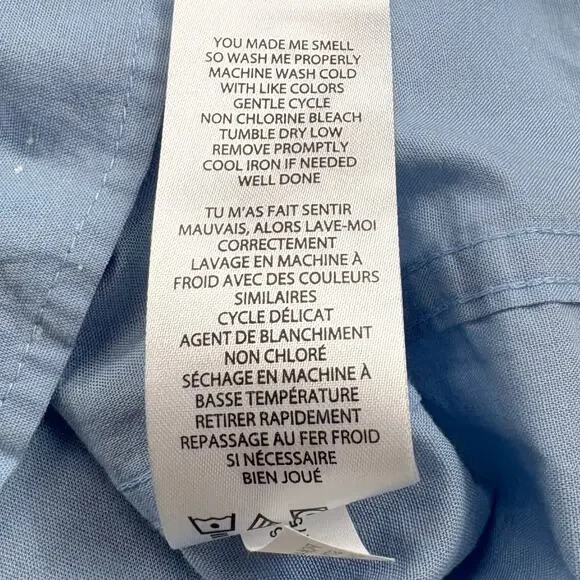 YOU MADE ME SMELL
SO WASH ME PROPERLY
MACHINE WASH COLD
WITH LIKE COLORS
GENTLE CYCLE
NON CHLORINE BLEACH
TUMBLE DRY LOW
REMOVE PROMPTLY
COOL IRON IF NEEDED
WELL DONE
TU M'AS FAIT SENTIR
MAUVAIS, ALORS LAVE-MOI
CORRECTEMENT
LAVAGE EN MACHINE À
FROID AVEC DES COULEURS
SIMILAIRES
CYCLE DÉLICAT
AGENT DE BLANCHIMENT
NON CHLORÉ
SÉCHAGE EN MACHINE À
BASSE TEMPÉRATURE
RETIRER RAPIDEMENT
REPASSAGE AU FER FROID
SI NÉCESSAIRE
BIEN JOUÉ